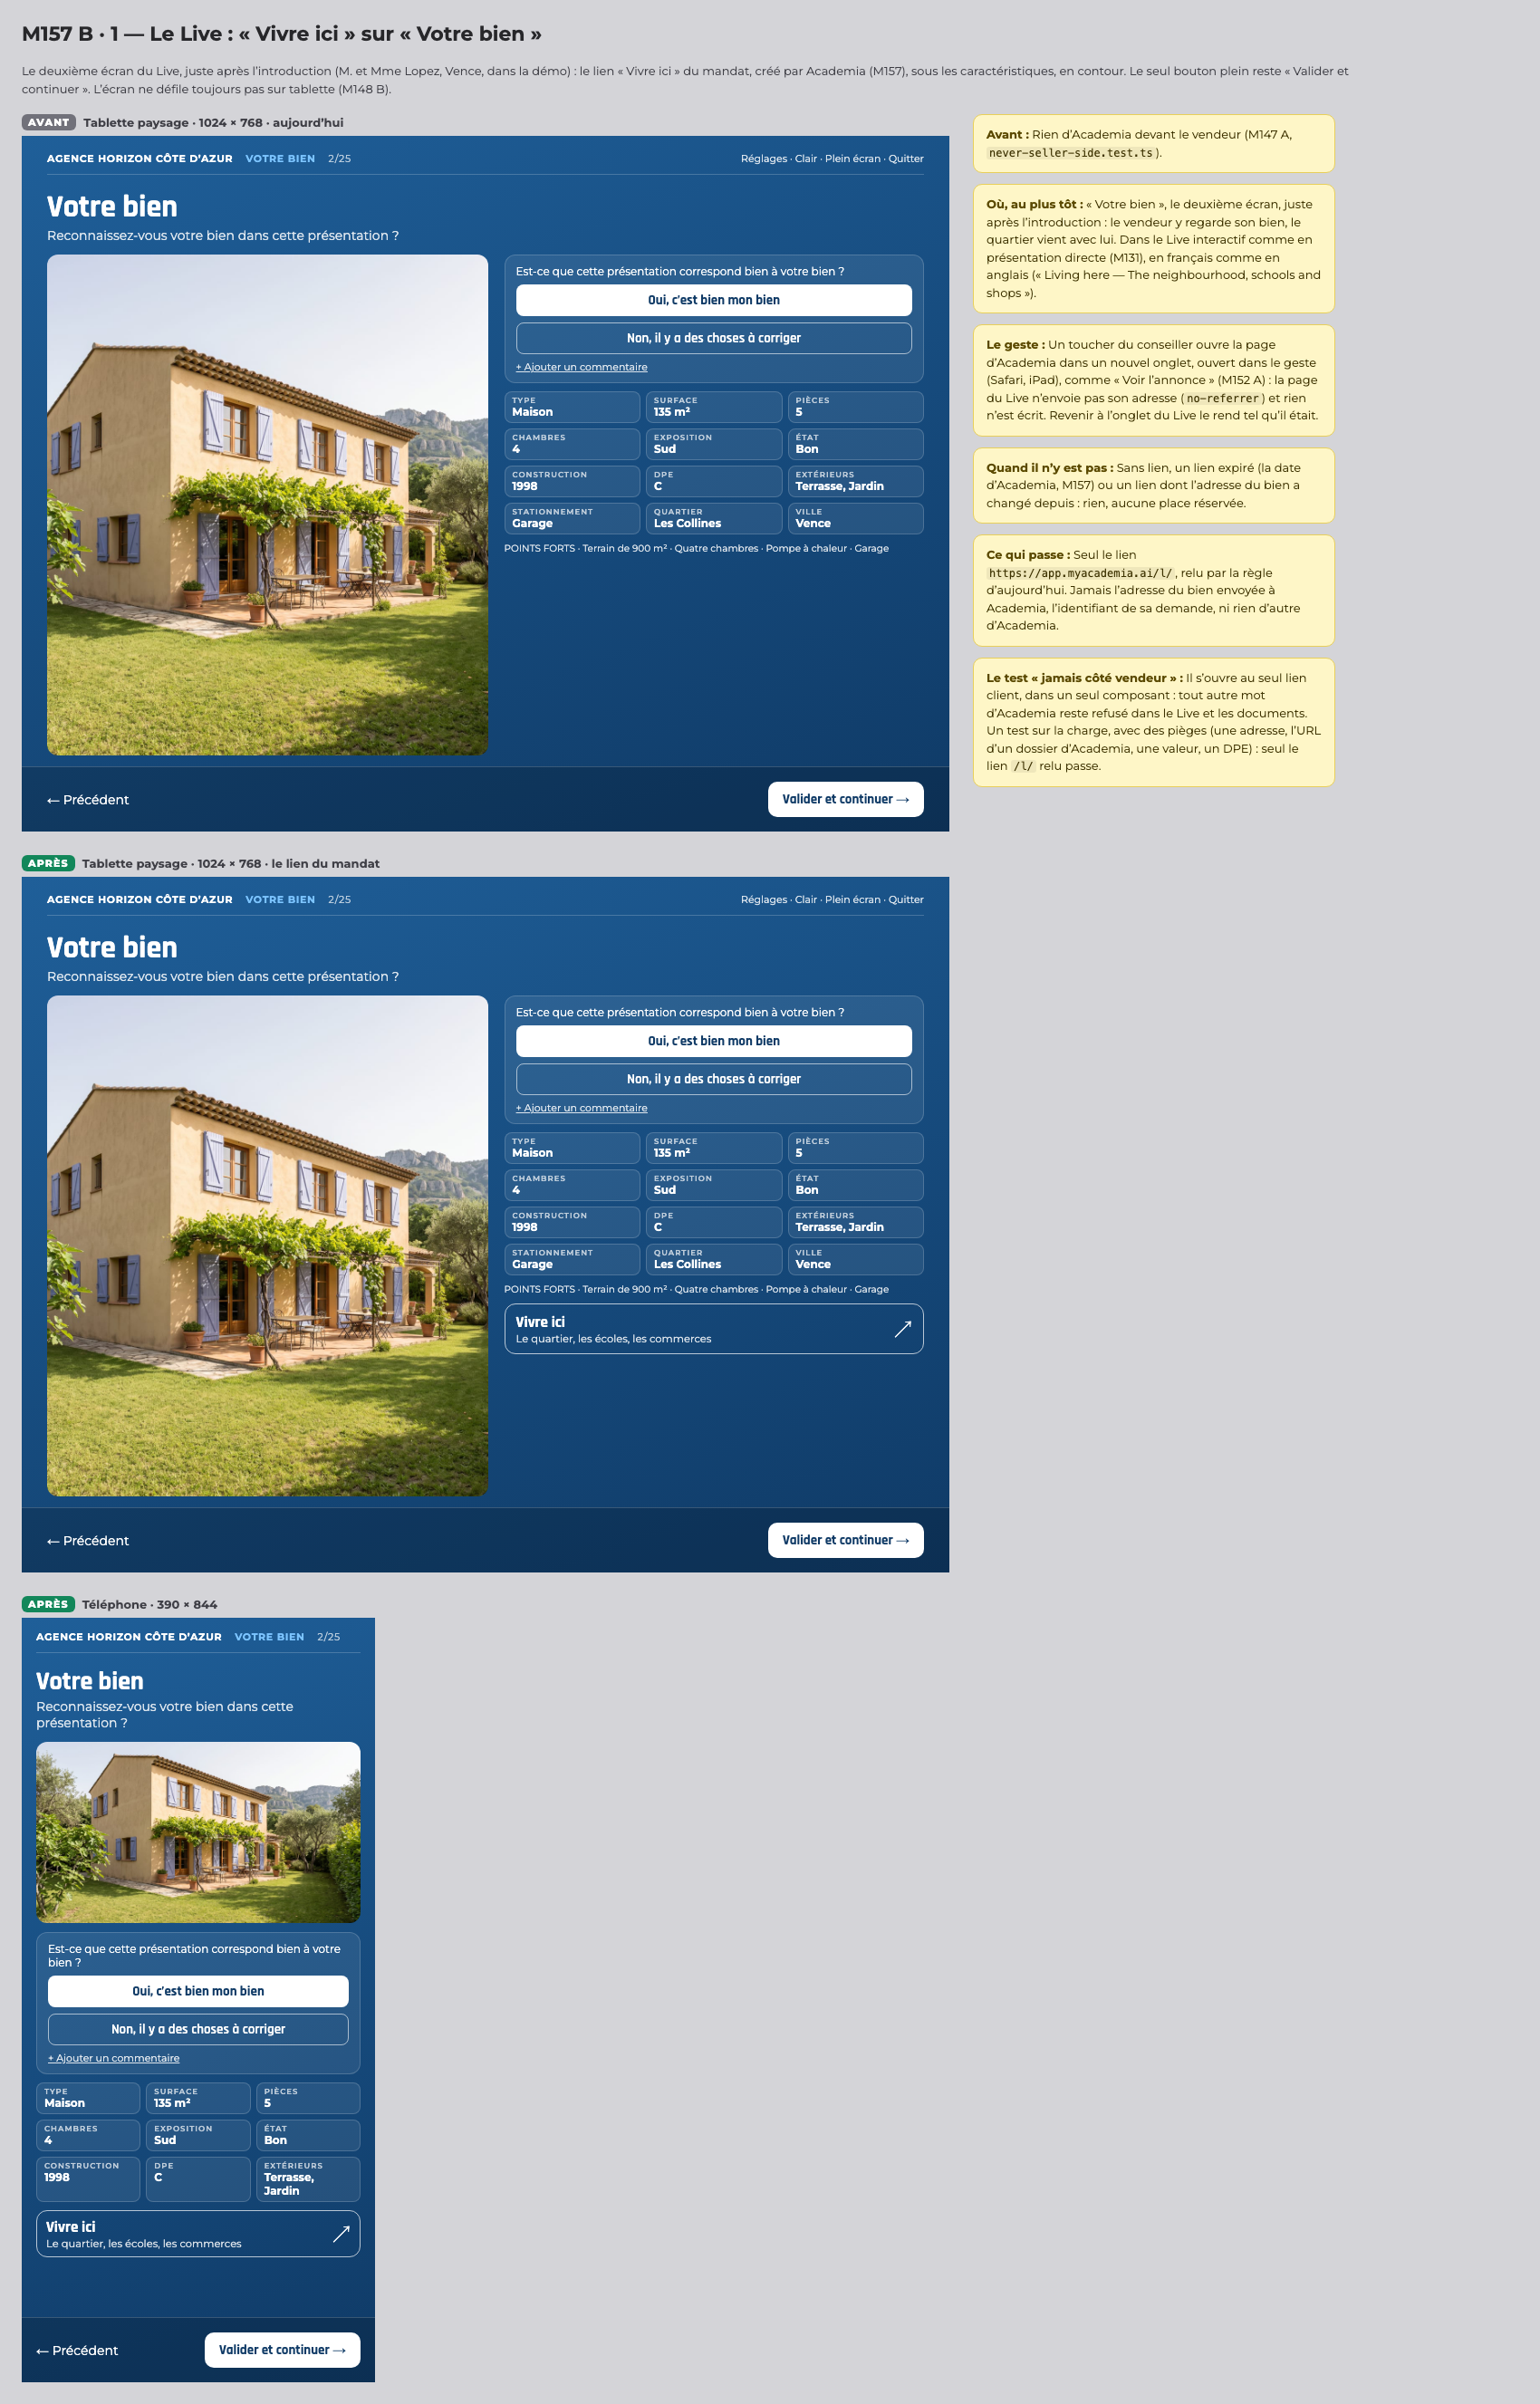 M157 B · 1 — Le Live : « Vivre ici » sur « Votre bien »
Le deuxième écran du Live, juste après l’introduction (M. et Mme Lopez, Vence, dans la démo) : le lien « Vivre ici » du mandat, créé par Academia (M157), sous les caractéristiques, en contour. Le seul bouton plein reste « Valider et
continuer ». L’écran ne défile toujours pas sur tablette (M148 B).
AVANT Tablette paysage · 1024 × 768 · aujourd’hui
AGENCE HORIZON CÔTE D’AZUR VOTRE BIEN 2/25
Réglages · Clair · Plein écran · Quitter
Votre bien
Reconnaissez-vous votre bien dans cette présentation ?
Est-ce que cette présentation correspond bien à votre bien ?
Oui, c’est bien mon bien
Non, il y a des choses à corriger
+ Ajouter un commentaire
TYPE SURFACE PIÈCES
Maison 135 m² 5
CHAMBRES EXPOSITION ÉTAT
4 Sud Bon
CONSTRUCTION DPE EXTÉRIEURS
1998 C Terrasse, Jardin
STATIONNEMENT QUARTIER VILLE
Garage Les Collines Vence
POINTS FORTS · Terrain de 900 m² · Quatre chambres · Pompe à chaleur · Garage
← Précédent
Valider et continuer →
Avant : Rien d’Academia devant le vendeur (M147 A,
never-seller-side.test.ts ).
Où, au plus tôt : « Votre bien », le deuxième écran, juste
après l’introduction : le vendeur y regarde son bien, le
quartier vient avec lui. Dans le Live interactif comme en
présentation directe (M131), en français comme en
anglais (« Living here — The neighbourhood, schools and
shops »).
Le geste : Un toucher du conseiller ouvre la page
d’Academia dans un nouvel onglet, ouvert dans le geste
(Safari, iPad), comme « Voir l’annonce » (M152 A) : la page
du Live n’envoie pas son adresse ( no-referrer ) et rien
n’est écrit. Revenir à l’onglet du Live le rend tel qu’il était.
Quand il n’y est pas : Sans lien, un lien expiré (la date
d’Academia, M157) ou un lien dont l’adresse du bien a
changé depuis : rien, aucune place réservée.
Ce qui passe : Seul le lien
https://app.myacademia.ai/l/ , relu par la règle
d’aujourd’hui. Jamais l’adresse du bien envoyée à
Academia, l’identifiant de sa demande, ni rien d’autre
d’Academia.
Le test « jamais côté vendeur » : Il s’ouvre au seul lien
client, dans un seul composant : tout autre mot
d’Academia reste refusé dans le Live et les documents.
Un test sur la charge, avec des pièges (une adresse, l’URL
d’un dossier d’Academia, une valeur, un DPE) : seul le
lien /l/ relu passe.
APRÈS Tablette paysage · 1024 × 768 · le lien du mandat
AGENCE HORIZON CÔTE D’AZUR VOTRE BIEN 2/25
Réglages · Clair · Plein écran · Quitter
Votre bien
Reconnaissez-vous votre bien dans cette présentation ?
Est-ce que cette présentation correspond bien à votre bien ?
Oui, c’est bien mon bien
Non, il y a des choses à corriger
+ Ajouter un commentaire
TYPE SURFACE PIÈCES
Maison 135 m² 5
CHAMBRES EXPOSITION ÉTAT
4 Sud Bon
CONSTRUCTION DPE EXTÉRIEURS
1998 C Terrasse, Jardin
STATIONNEMENT QUARTIER VILLE
Garage Les Collines Vence
POINTS FORTS · Terrain de 900 m² · Quatre chambres · Pompe à chaleur · Garage
Vivre ici
Le quartier, les écoles, les commerces
← Précédent
Valider et continuer →
APRÈS Téléphone · 390 × 844
AGENCE HORIZON CÔTE D’AZUR VOTRE BIEN 2/25
Votre bien
Reconnaissez-vous votre bien dans cette
présentation ?
Est-ce que cette présentation correspond bien à votre
bien ?
Oui, c’est bien mon bien
Non, il y a des choses à corriger
+ Ajouter un commentaire
TYPE SURFACE PIÈCES
Maison 135 m² 5
CHAMBRES EXPOSITION ÉTAT
4 Sud Bon
CONSTRUCTION DPE EXTÉRIEURS
1998 C Terrasse,
Jardin
Vivre ici
Le quartier, les écoles, les commerces
← Précédent
Valider et continuer →